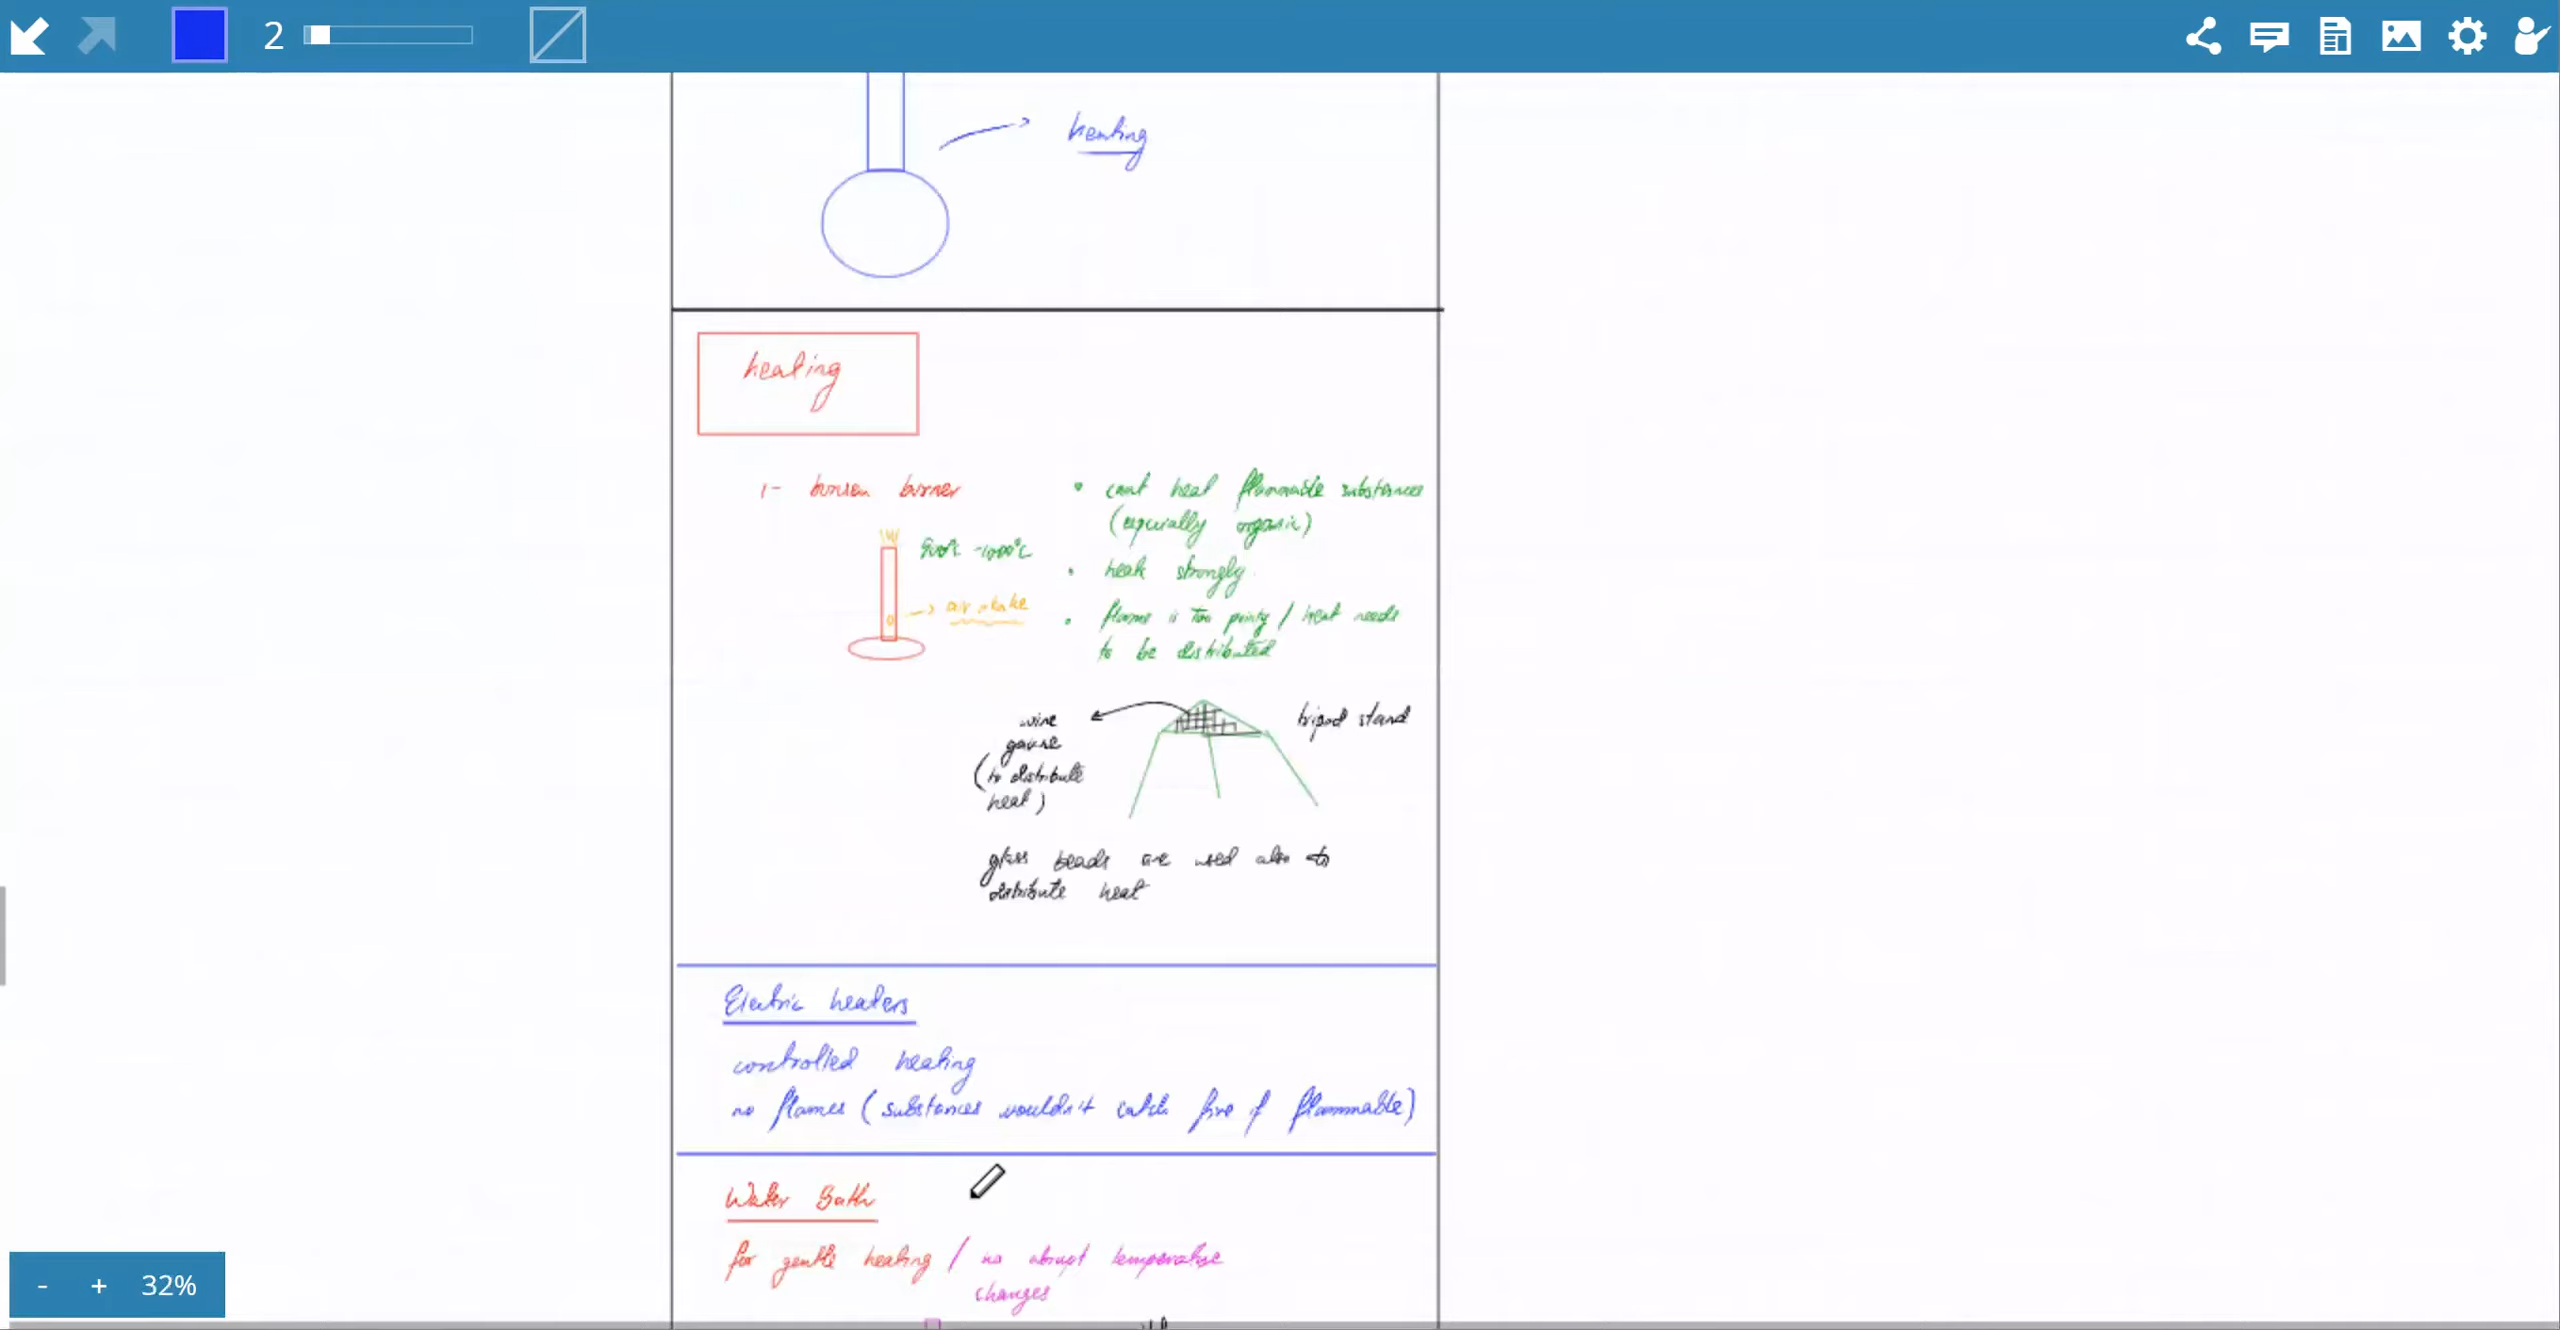 2
heating
heating
1- bunsen burner
• cant heat flammable substances
(espcially organic)
900°C -1000°C
• heat strongly.
→ air intake
• flame is too pointy / heat needs
to be distributed
wire
gauze
(to distribute
heat)
tripod stand
glass beads are used also to
distribute heat
Electric heaters
controlled heating
no flames (substances wouldn't catch fire if flammable)
Water Bath
for gentle heating / no abrupt temperature
changes
- + 32%